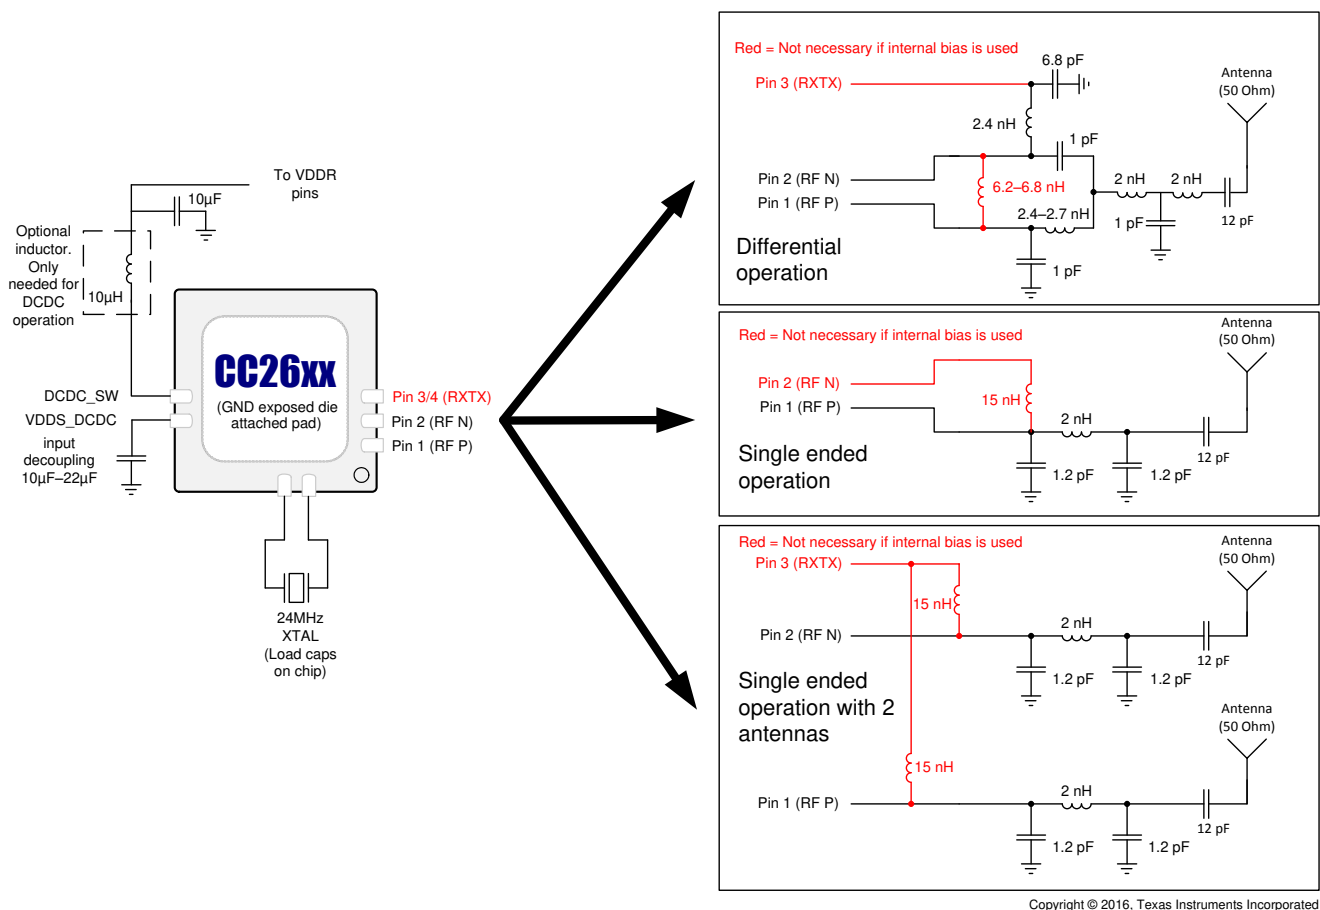 To VDDR
pins
10µF
Optional
inductor.
Only
needed for
DCDC
operation
10µH
CC26xx
(GND exposed die
attached pad)
DCDC_SW
VDDS_DCDC
input
decoupling
10µF–22µF
Pin 3/4 (RXTX)
Pin 2 (RF N)
Pin 1 (RF P)
24MHz
XTAL
(Load caps
on chip)
Red = Not necessary if internal bias is used
Pin 3 (RXTX)
6.8 pF
Antenna
(50 Ohm)
2.4 nH
1 pF
Pin 2 (RF N)
6.2–6.8 nH
2 nH
2 nH
Pin 1 (RF P)
2.4–2.7 nH
1 pF
12 pF
Differential
operation
1 pF
Red = Not necessary if internal bias is used
Antenna
(50 Ohm)
Pin 2 (RF N)
15 nH
Pin 1 (RF P)
2 nH
12 pF
Single ended
operation
1.2 pF
1.2 pF
Red = Not necessary if internal bias is used
Antenna
(50 Ohm)
Pin 3 (RXTX)
15 nH
Pin 2 (RF N)
2 nH
12 pF
1.2 pF
1.2 pF
Single ended
operation with 2
antennas
Antenna
(50 Ohm)
15 nH
Pin 1 (RF P)
2 nH
12 pF
1.2 pF
1.2 pF
Copyright © 2016, Texas Instruments Incorporated